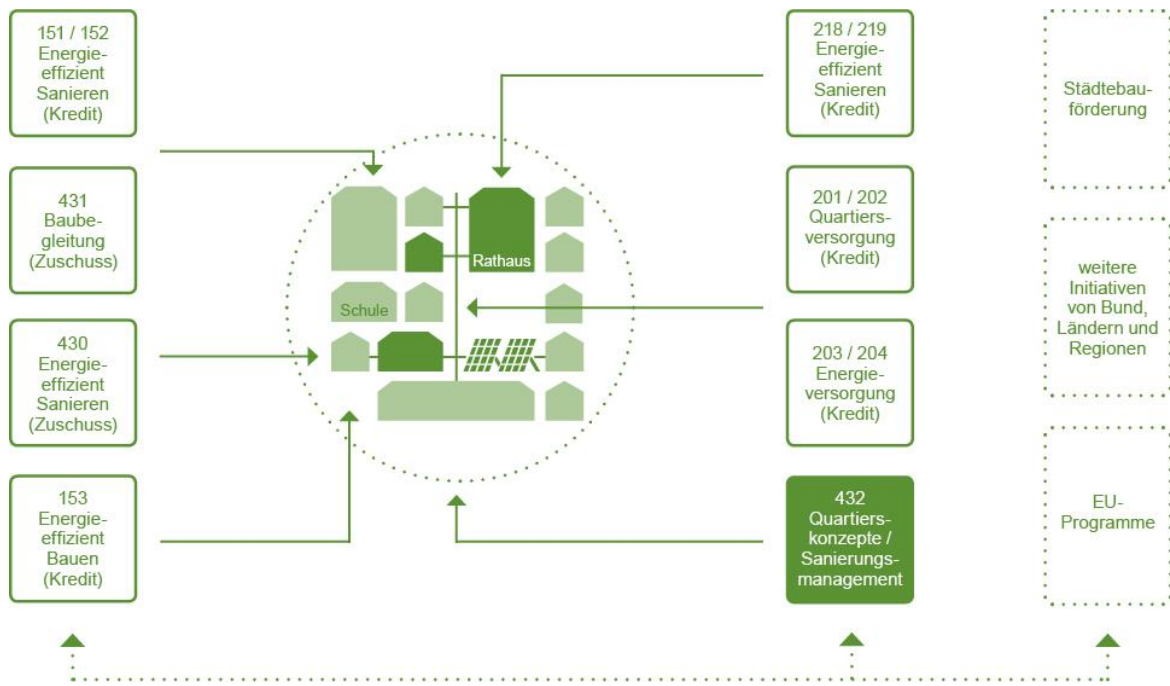 151 / 152
Energie-
effizient
Sanieren
(Kredit)
431
Baube-
gleitung
(Zuschuss)
430
Energie-
effizient
Sanieren
(Zuschuss)
153
Energie-
effizient
Bauen
(Kredit)
Rathaus
Schule
218 / 219
Energie-
effizient
Sanieren
(Kredit)
201 / 202
Quartiers-
versorgung
(Kredit)
203 / 204
Energie-
versorgung
(Kredit)
432
Quartiers-
konzepte /
Sanierungs-
management
Städtebau-
förderung
weitere
Initiativen
von Bund,
Ländern und
Regionen
EU-
Programme